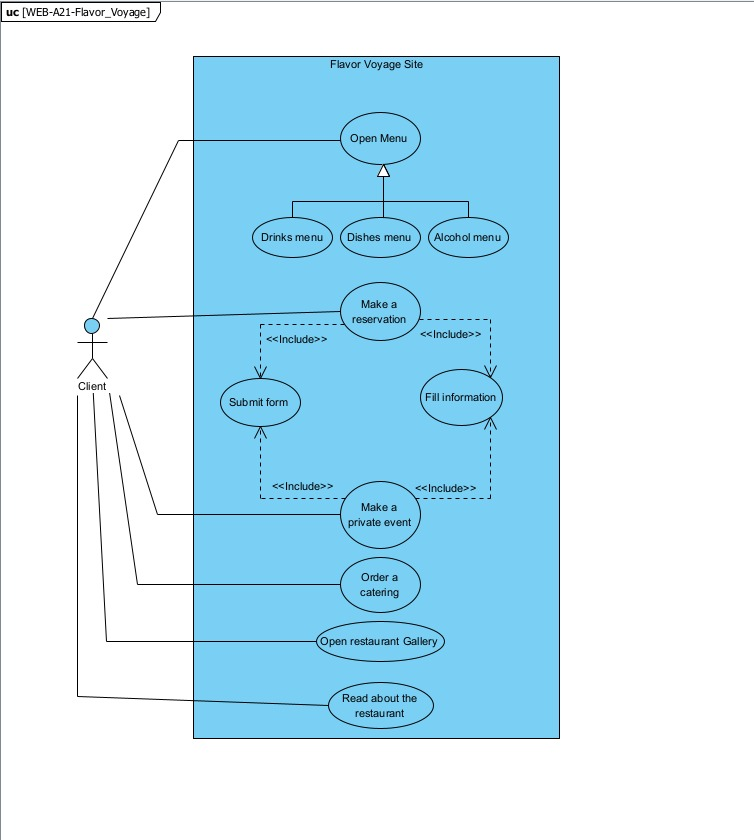 uc [WEB-A21-Flavor_Voyage]
Flavor Voyage Site
Open Menu
Drinks menu
Dishes menu
Alcohol menu
Make a
reservation
<<Include>>
<<Include>>
Client
Submit form
Fill information
<<Include>>
<<Include>>
Make a
private event
Order a
catering
Open restaurant Gallery
Read about the
restaurant